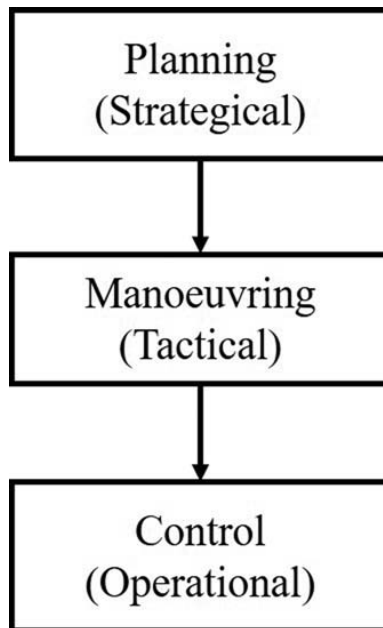 Planning
(Strategical)
Manoeuvring
(Tactical)
Control
(Operational)